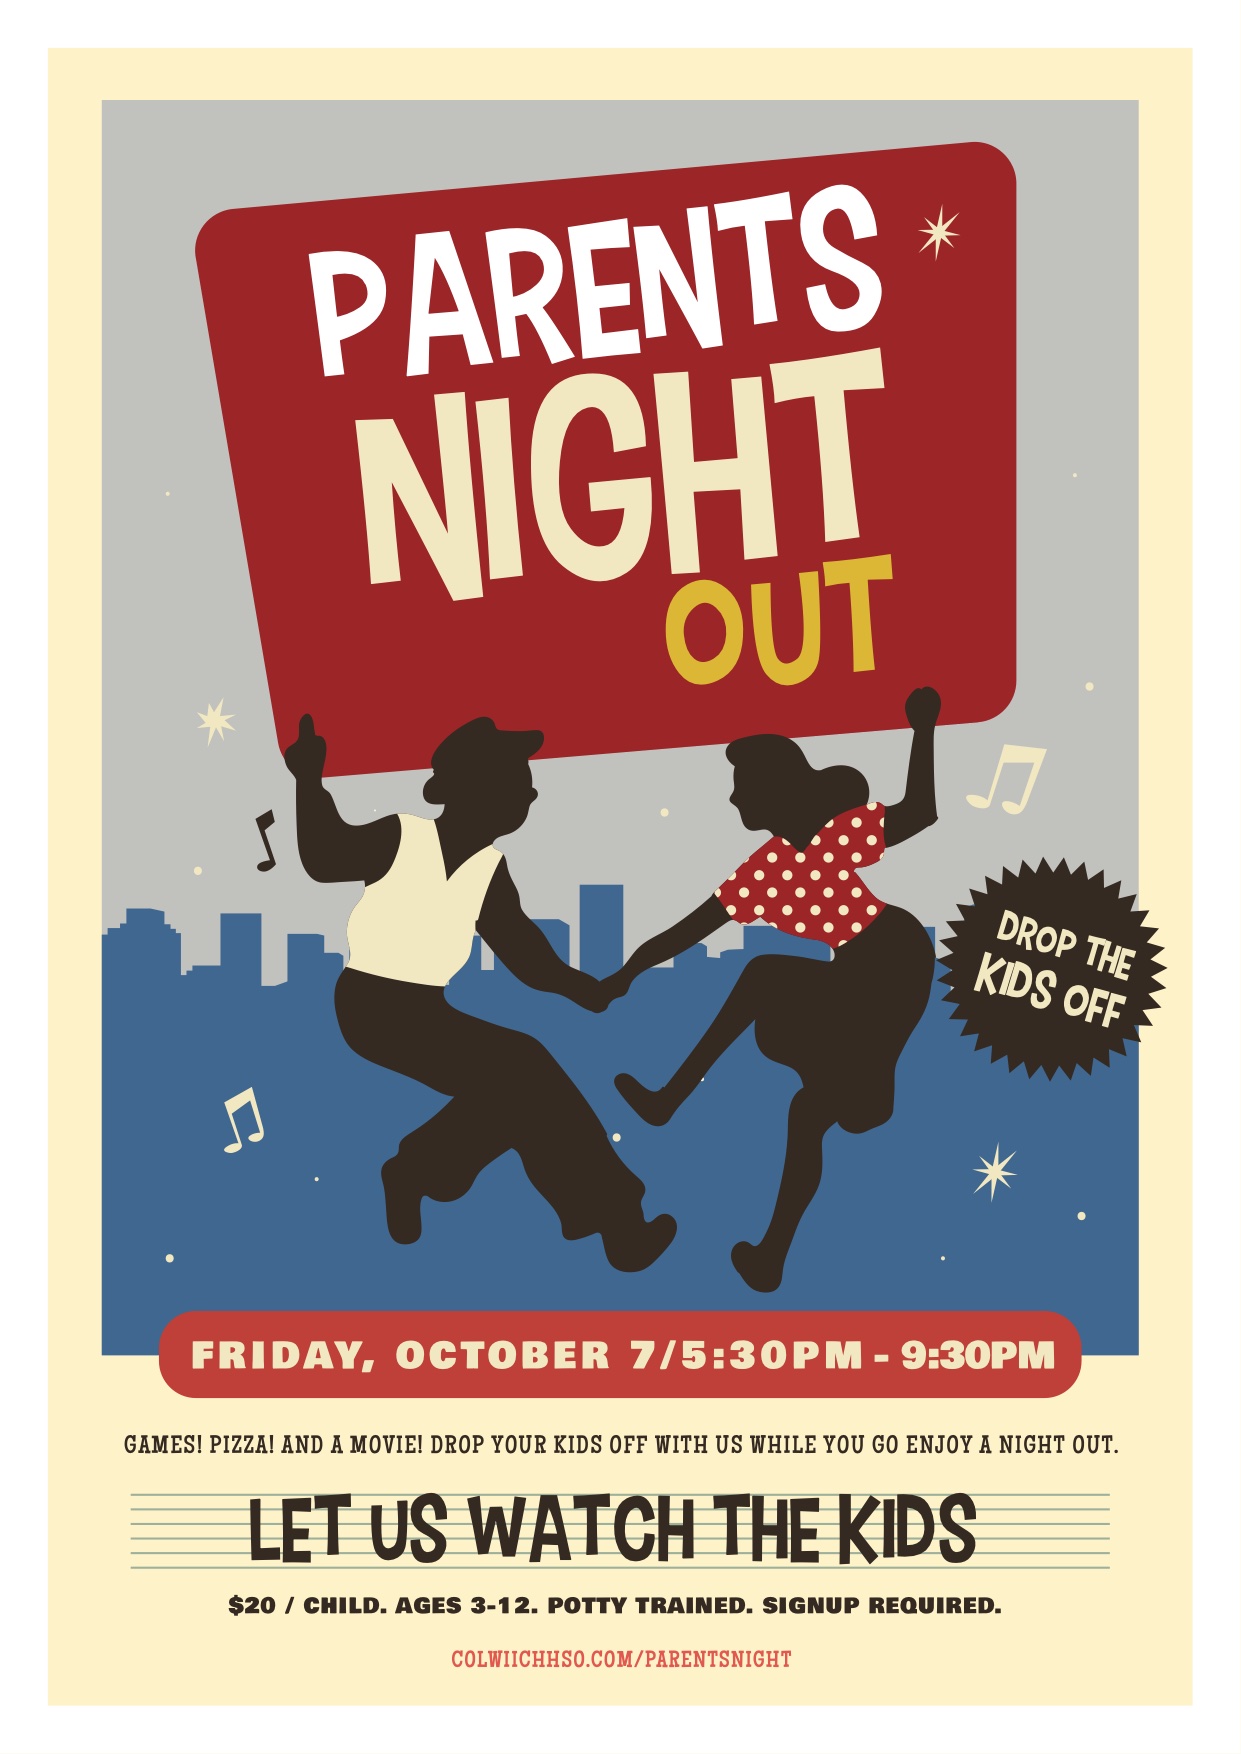 PARENTS
NIGHT
OUT
DROP THE
KIDS OFF
FRIDAY, OCTOBER 7/5:30PM - 9:30PM
GAMES! PIZZA! AND A MOVIE! DROP YOUR KIDS OFF WITH US WHILE YOU GO ENJOY A NIGHT OUT.
LET US WATCH THE KIDS
$20 / CHILD. AGES 3-12. POTTY TRAINED. SIGNUP REQUIRED.
COLWIICHHSO.COM/PARENTSNIGHT